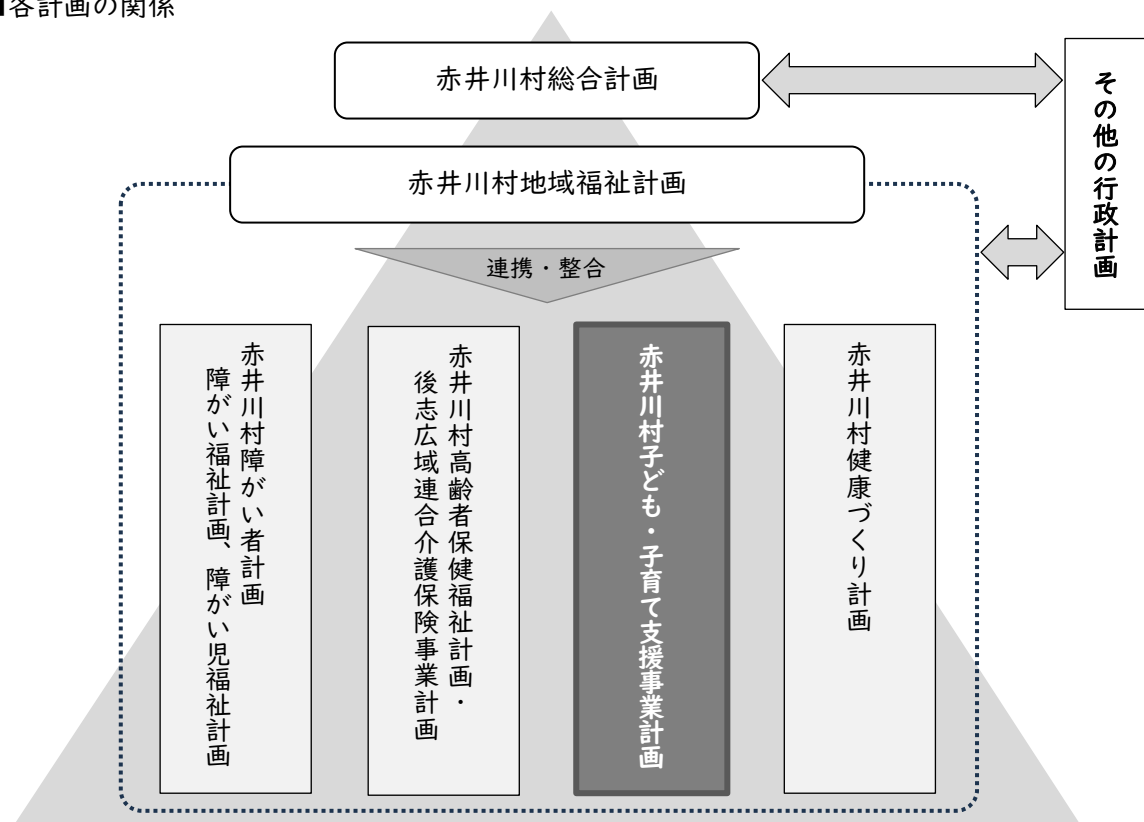 ■各計画の関係
赤井川村総合計画
その他の行政計画
赤井川村地域福祉計画
連携・整合
赤井川村障がい者計画
障がい福祉計画、障がい児福祉計画
赤井川村高齢者保健福祉計画・
後志広域連合介護保険事業計画
赤井川村子ども・子育て支援事業計画
赤井川村健康づくり計画